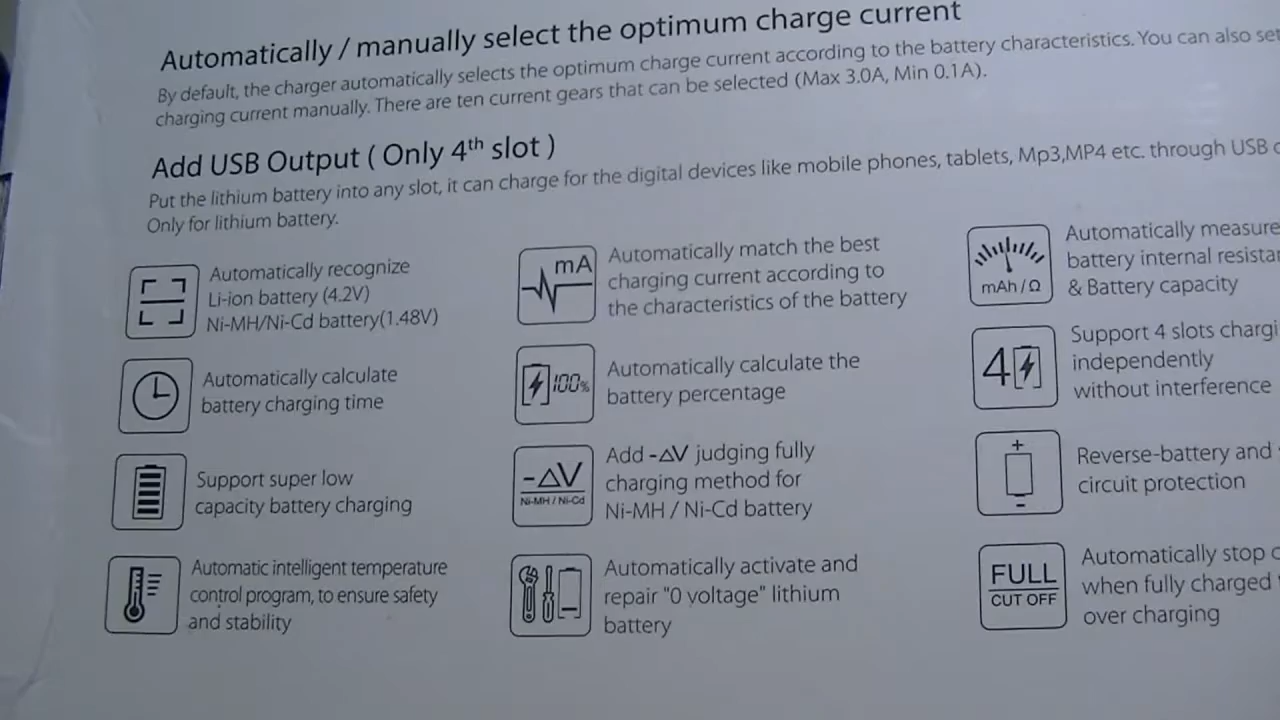 Automatically / manually select the optimum charge current
By default, the charger automatically selects the optimum charge current according to the battery characteristics. You can also set
charging current manually. There are ten current gears that can be selected (Max 3.0A, Min 0.1A).
Add USB Output ( Only 4th slot )
Put the lithium battery into any slot, it can charge for the digital devices like mobile phones, tablets, Mp3,MP4 etc. through USB
Only for lithium battery.
Automatically recognize
Li-ion battery (4.2V)
Ni-MH/Ni-Cd battery(1.48V)
mA
Automatically match the best
charging current according to
the characteristics of the battery
mAh / Ω
Automatically measure
battery internal
& Battery capacity
Automatically calculate
battery charging time
100%
Automatically calculate the
battery percentage
4
Support 4 slots
independently
without interference
Support super low
capacity battery charging
-ΔV
Ni-MH / Ni-Cd
Add -ΔV judging fully
charging method for
Ni-MH / Ni-Cd battery
+
-
Reverse-battery and
circuit protection
Automatic intelligent temperature
control program, to ensure safety
and stability
Automatically activate and
repair "0 voltage" lithium
battery
FULL
CUT OFF
Automatically stop
when fully charged
over charging